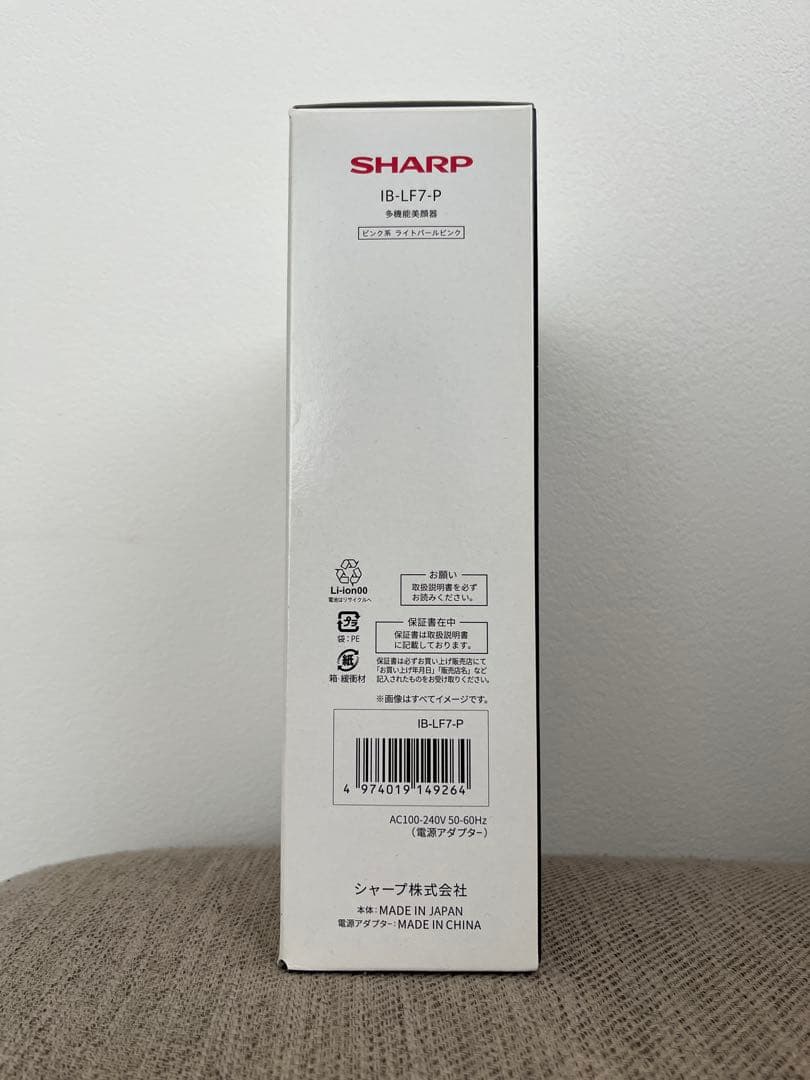 SHARP
IB-LF7-P
多機能美顔器
ピンク系 ライトパールピンク
Li-ion00
電池はリサイクルへ
プラ
袋:PE
紙
箱・緩衝材
お願い
取扱説明書を必ず
お読みください。
保証書在中
保証書は取扱説明書
に記載しております。
保証書は必ずお買い上げ販売店にて
「お買い上げ年月日」「販売店名」など
記入されたものをお受け取りください。
※画像はすべてイメージです。
IB-LF7-P
4 974019 149264
AC100-240V 50-60Hz
(電源アダプター)
シャープ株式会社
本体:MADE IN JAPAN
電源アダプター:MADE IN CHINA